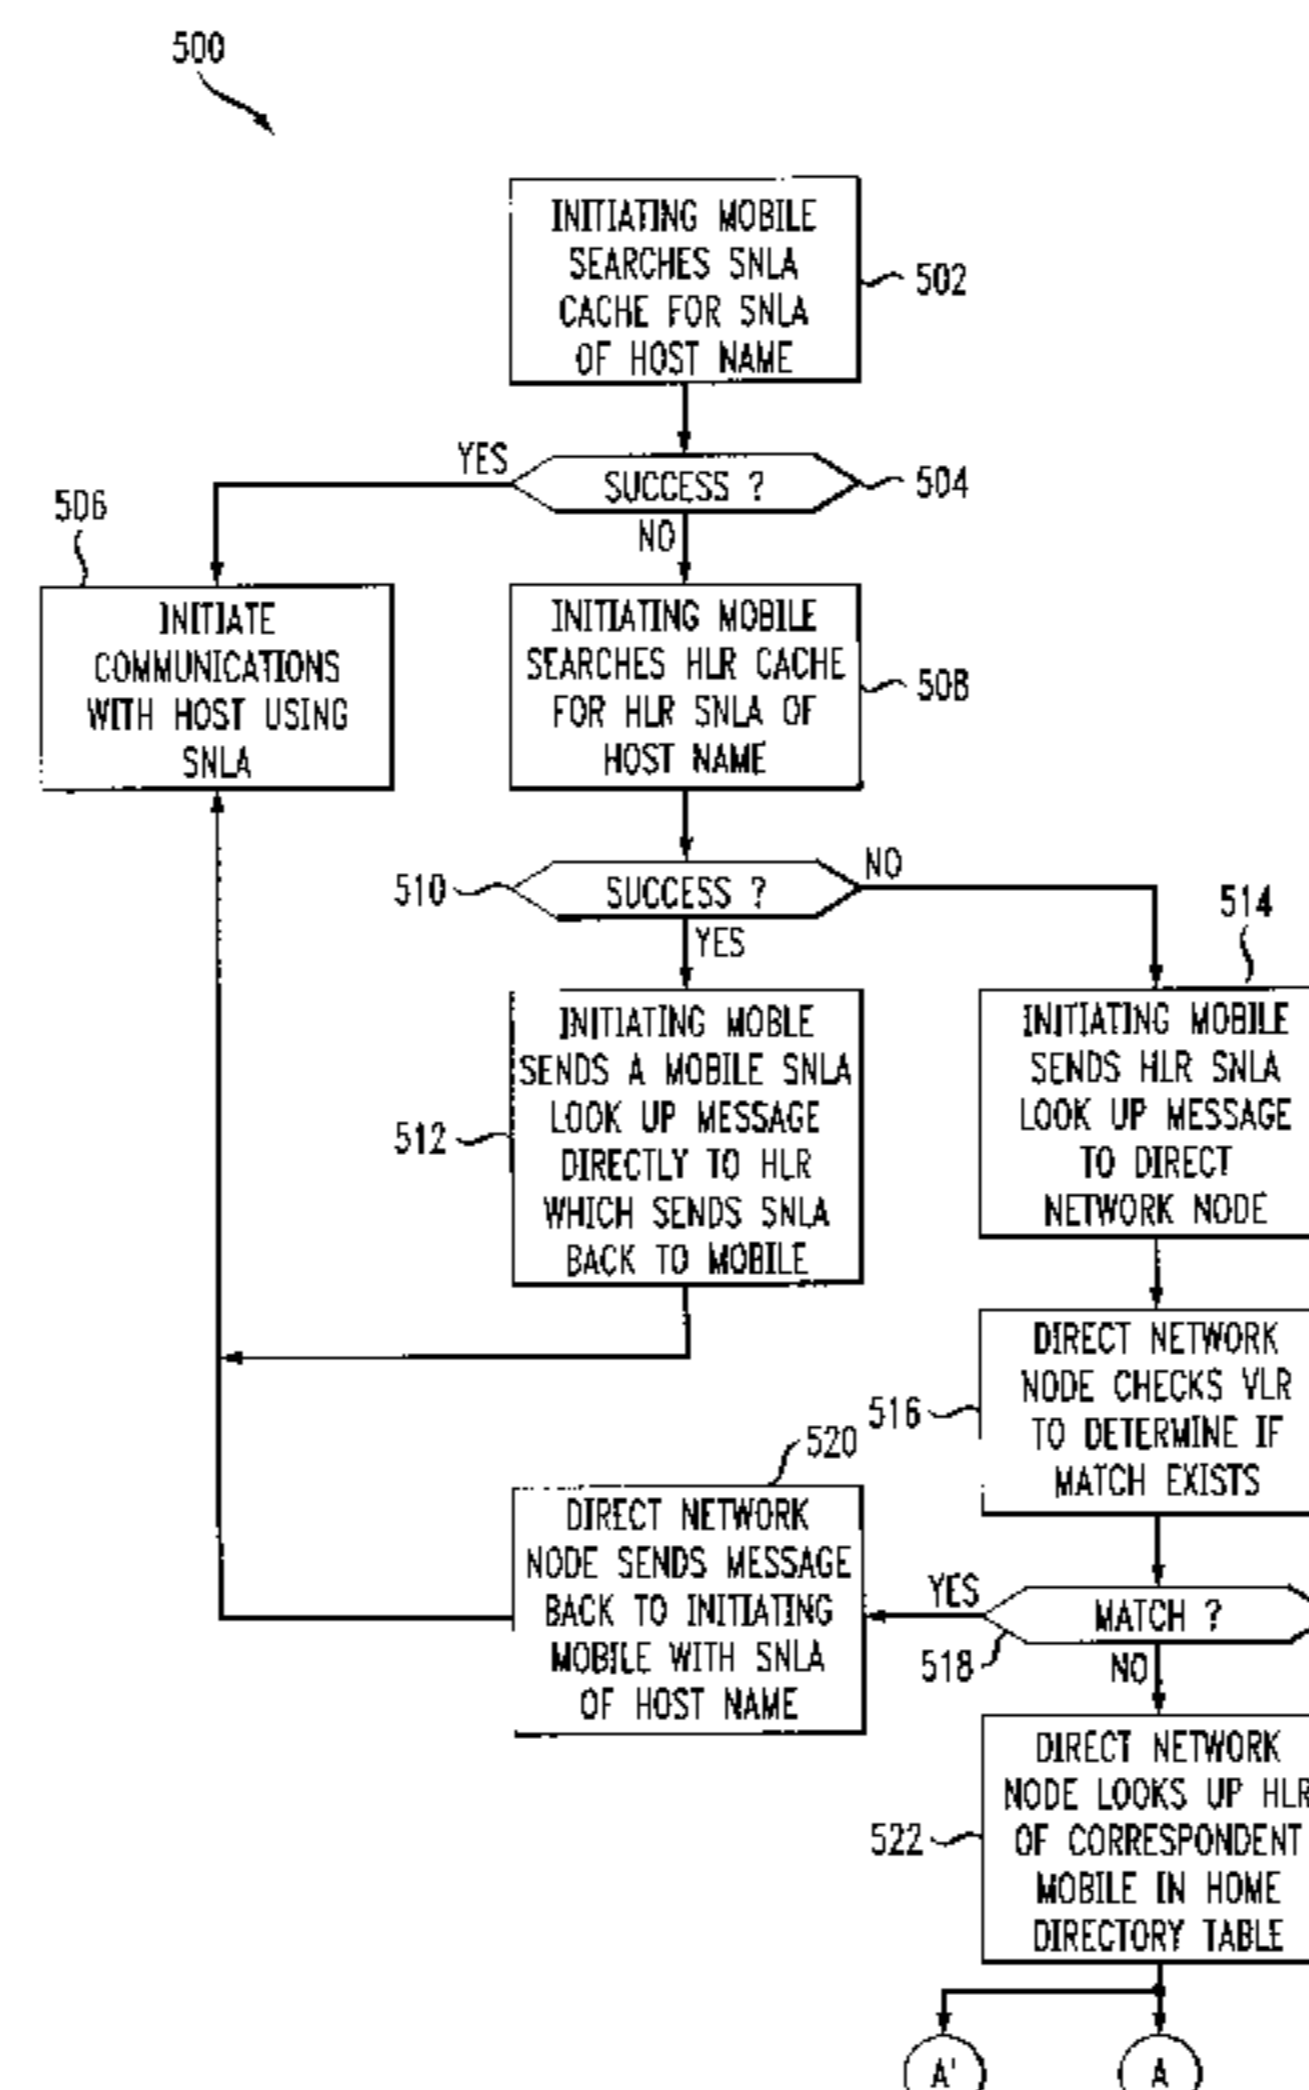 500
INITIATING MOBILE
SEARCHES SNLA
CACHE FOR SNLA
OF HOST NAME
502
YES
SUCCESS ?
504
NO
506
INITIATE
COMMUNICATIONS
WITH HOST USING
SNLA
INITIATING MOBILE
SEARCHES HLR CACHE
FOR HLR SNLA OF
HOST NAME
508
510
SUCCESS ?
NO
YES
512
INITIATING MOBLE
SENDS A MOBILE SNLA
LOOK UP MESSAGE
DIRECTLY TO HLR
WHICH SENDS SNLA
BACK TO MOBILE
514
INITIATING MOBILE
SENDS HLR SNLA
LOOK UP MESSAGE
TO DIRECT
NETWORK NODE
516
DIRECT NETWORK
NODE CHECKS VLR
TO DETERMINE IF
MATCH EXISTS
520
DIRECT NETWORK
NODE SENDS MESSAGE
BACK TO INITIATING
MOBILE WITH SNLA
OF HOST NAME
YES
MATCH ?
518
NO
522
DIRECT NETWORK
NODE LOOKS UP HLR
OF CORRESPONDENT
MOBILE IN HOME
DIRECTORY TABLE
A'
A